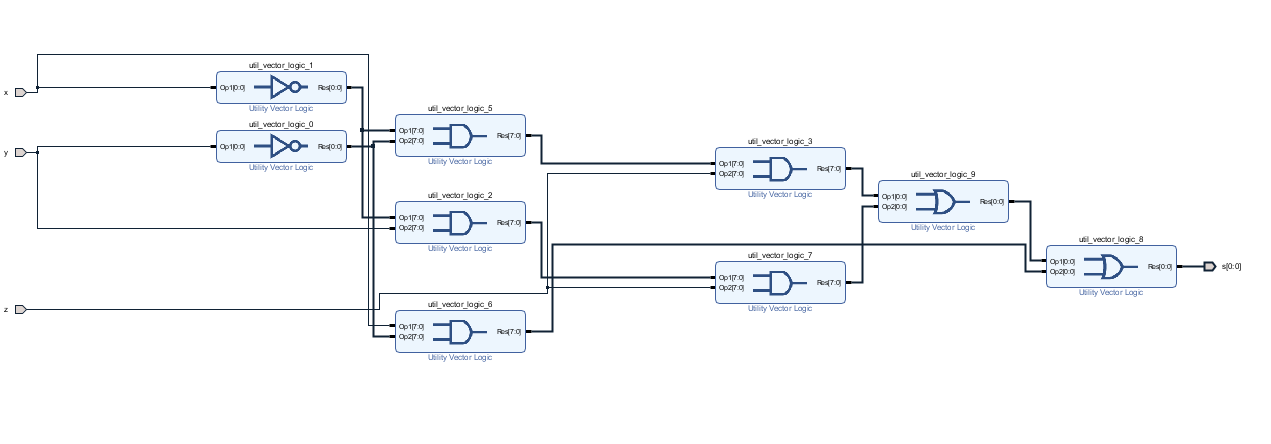 x
y
z
util_vector_logic_1
Op1[0:0]
Res[0:0]
Utility Vector Logic
util_vector_logic_0
Op1[0:0]
Res[0:0]
Utility Vector Logic
util_vector_logic_5
Op1[7:0]
Op2[7:0]
Res[7:0]
Utility Vector Logic
util_vector_logic_2
Op1[7:0]
Op2[7:0]
Res[7:0]
Utility Vector Logic
util_vector_logic_6
Op1[7:0]
Op2[7:0]
Res[7:0]
Utility Vector Logic
util_vector_logic_3
Op1[7:0]
Op2[7:0]
Res[7:0]
Utility Vector Logic
util_vector_logic_7
Op1[7:0]
Op2[7:0]
Res[7:0]
Utility Vector Logic
util_vector_logic_9
Op1[0:0]
Op2[0:0]
Res[0:0]
Utility Vector Logic
util_vector_logic_8
Op1[0:0]
Op2[0:0]
Res[0:0]
Utility Vector Logic
s[0:0]